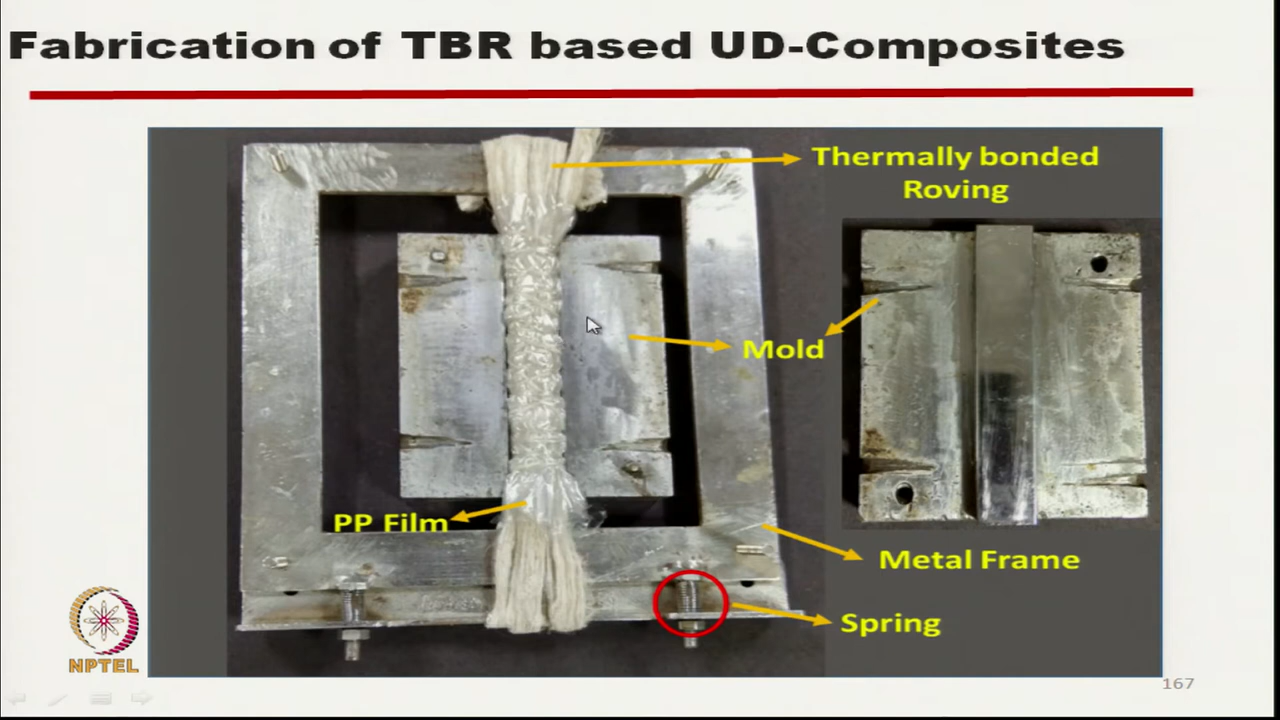 Fabrication of TBR based UD-Composites
Thermally bonded
Roving
Mold
PP Film
Metal Frame
Spring
NPTEL
167